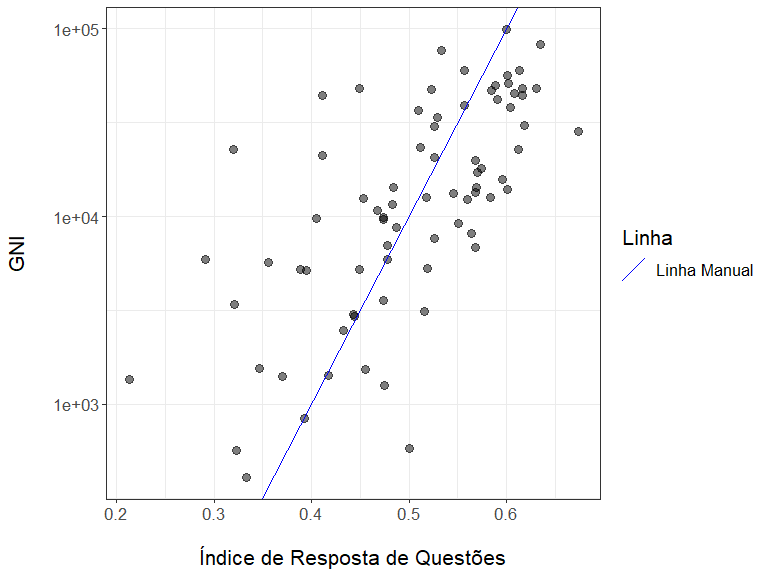 1e+05
1e+04
1e+03
GNI
0.2 0.3 0.4 0.5 0.6
Índice de Resposta de Questões
Linha
Linha Manual